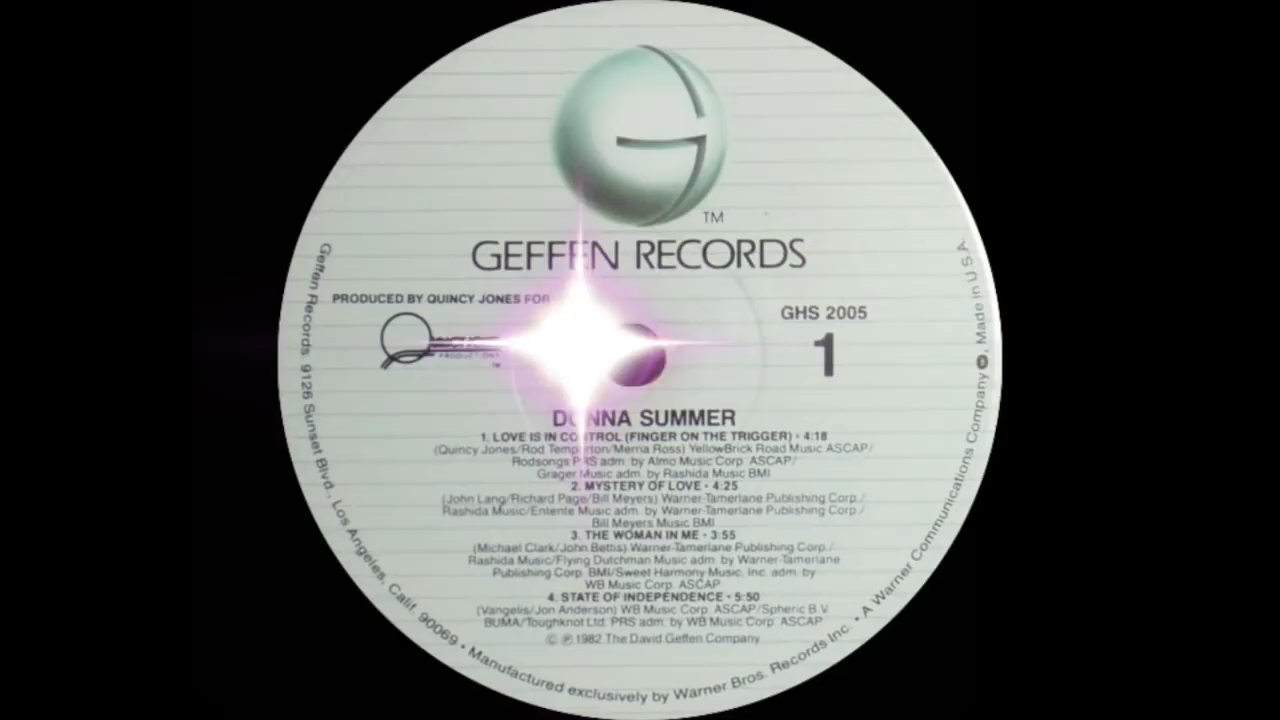 TM
GEFFEN RECORDS
PRODUCED BY QUINCY JONES FOR
PRODUCTIONS
TM
GHS 2005
1
DONNA SUMMER
1. LOVE IS IN CONTROL (FINGER ON THE TRIGGER) • 4:18
(Quincy Jones/Rod Temperton/Merria Ross) YellowBrick Road Music ASCAP/
Rodsongs PRS adm. by Almo Music Corp. ASCAP/
Grager Music adm. by Rashida Music BMI
2. MYSTERY OF LOVE • 4:25
(John Lang/Richard Page/Bill Meyers) Warner-Tamerlane Publishing Corp./
Rashida Music/Entente Music adm. by Warner-Tamerlane Publishing Corp./
Bill Meyers Music BMI
3. THE WOMAN IN ME • 3:55
(Michael Clark/John Bettis) Warner-Tamerlane Publishing Corp./
Rashida Music/Flying Dutchman Music adm. by Warner-Tamerlane
Publishing Corp. BMI/Sweet Harmony Music, Inc. adm. by
WB Music Corp. ASCAP
4. STATE OF INDEPENDENCE • 5:50
(Vangelis/Jon Anderson) WB Music Corp. ASCAP/Spheric B.V.
BUMA/Toughknot Ltd. PRS adm. by WB Music Corp. ASCAP
© ℗ 1982 The David Geffen Company
Geffen Records. 9126 Sunset Blvd., Los Angeles, Calif. 90069 • Manufactured exclusively by Warner Bros. Records Inc. • A Warner Communications Company, Made in U.S.A.